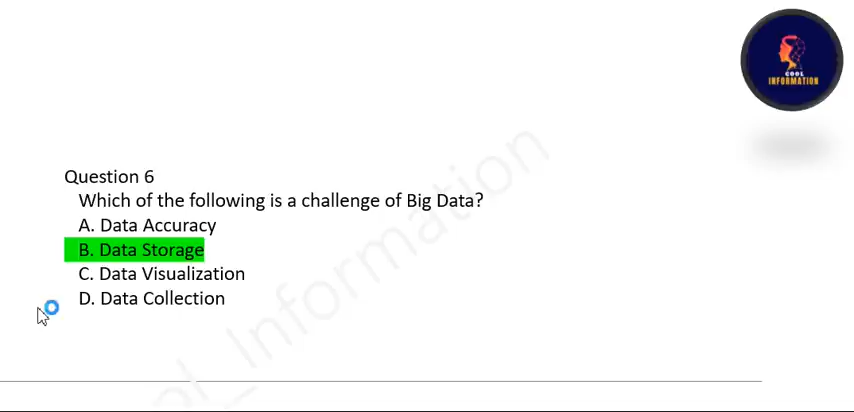 COOL
INFORMATION
Question 6
Which of the following is a challenge of Big Data?
A. Data Accuracy
B. Data Storage
C. Data Visualization
D. Data Collection
al_Information